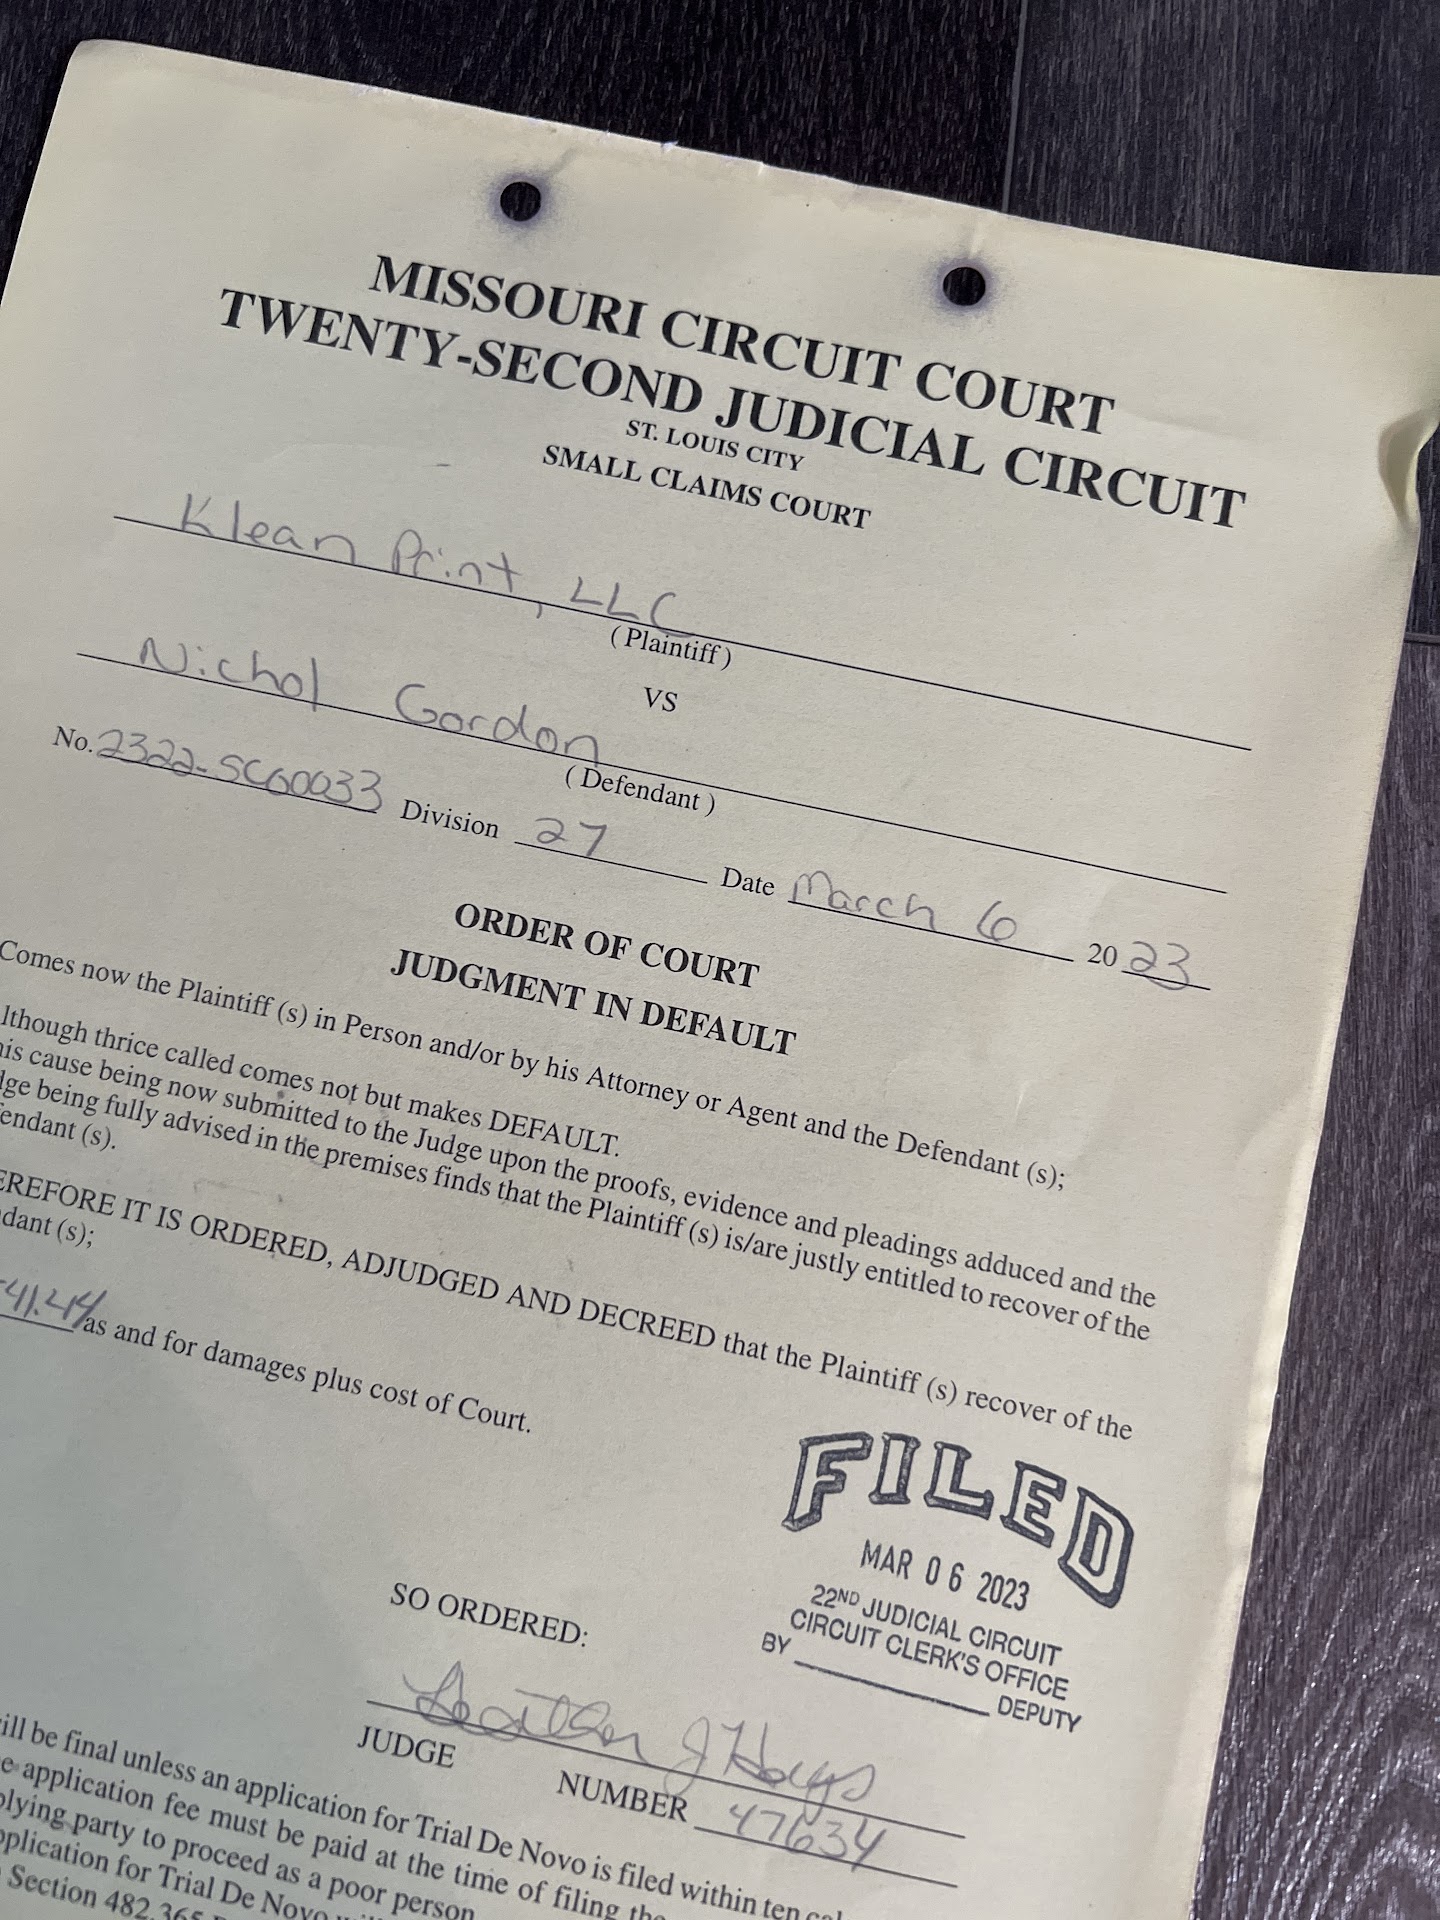 MISSOURI CIRCUIT COURT
TWENTY-SECOND JUDICIAL CIRCUIT
ST. LOUIS CITY
SMALL CLAIMS COURT
Klean Print, LLC
( Plaintiff )
VS
Nichol Gordon
( Defendant )
No. 2322-SC00033 Division 27 Date March 6 20 23
ORDER OF COURT
JUDGMENT IN DEFAULT
Comes now the Plaintiff (s) in Person and/or by his Attorney or Agent and the Defendant (s);
lthough thrice called comes not but makes DEFAULT.
his cause being now submitted to the Judge upon the proofs, evidence and pleadings adduced and the
dge being fully advised in the premises finds that the Plaintiff (s) is/are justly entitled to recover of the
fendant (s).
EREFORE IT IS ORDERED, ADJUDGED AND DECREED that the Plaintiff (s) recover of the
dant (s);
41.44 as and for damages plus cost of Court.
FILED
MAR 06 2023
22ND JUDICIAL CIRCUIT
CIRCUIT CLERK'S OFFICE
BY DEPUTY
SO ORDERED:
JUDGE
NUMBER 47634
ill be final unless an application for Trial De Novo is filed within ten
e application fee must be paid at the time of filing the
plying party to proceed as a poor person
pplication for Trial De Novo
Section 482.365